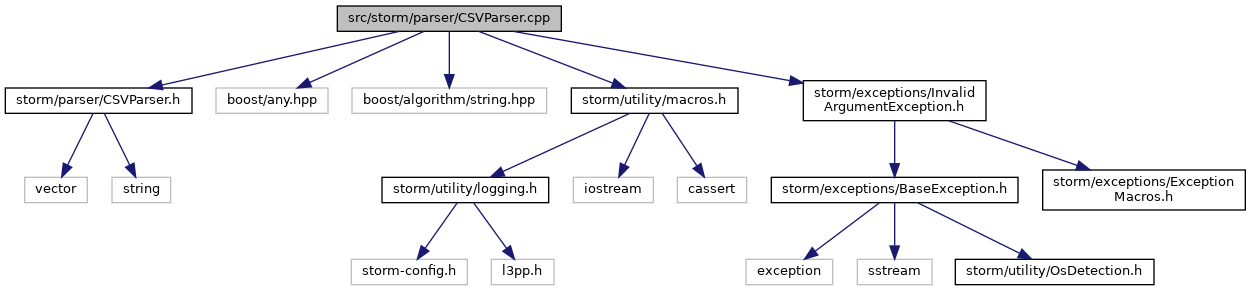 src/storm/parser/CSVParser.cpp
storm/parser/CSVParser.h
boost/any.hpp
boost/algorithm/string.hpp
storm/utility/macros.h
storm/exceptions/Invalid
ArgumentException.h
vector
string
storm/utility/logging.h
iostream
cassert
storm/exceptions/BaseException.h
storm/exceptions/Exception
Macros.h
storm-config.h
l3pp.h
exception
sstream
storm/utility/OsDetection.h